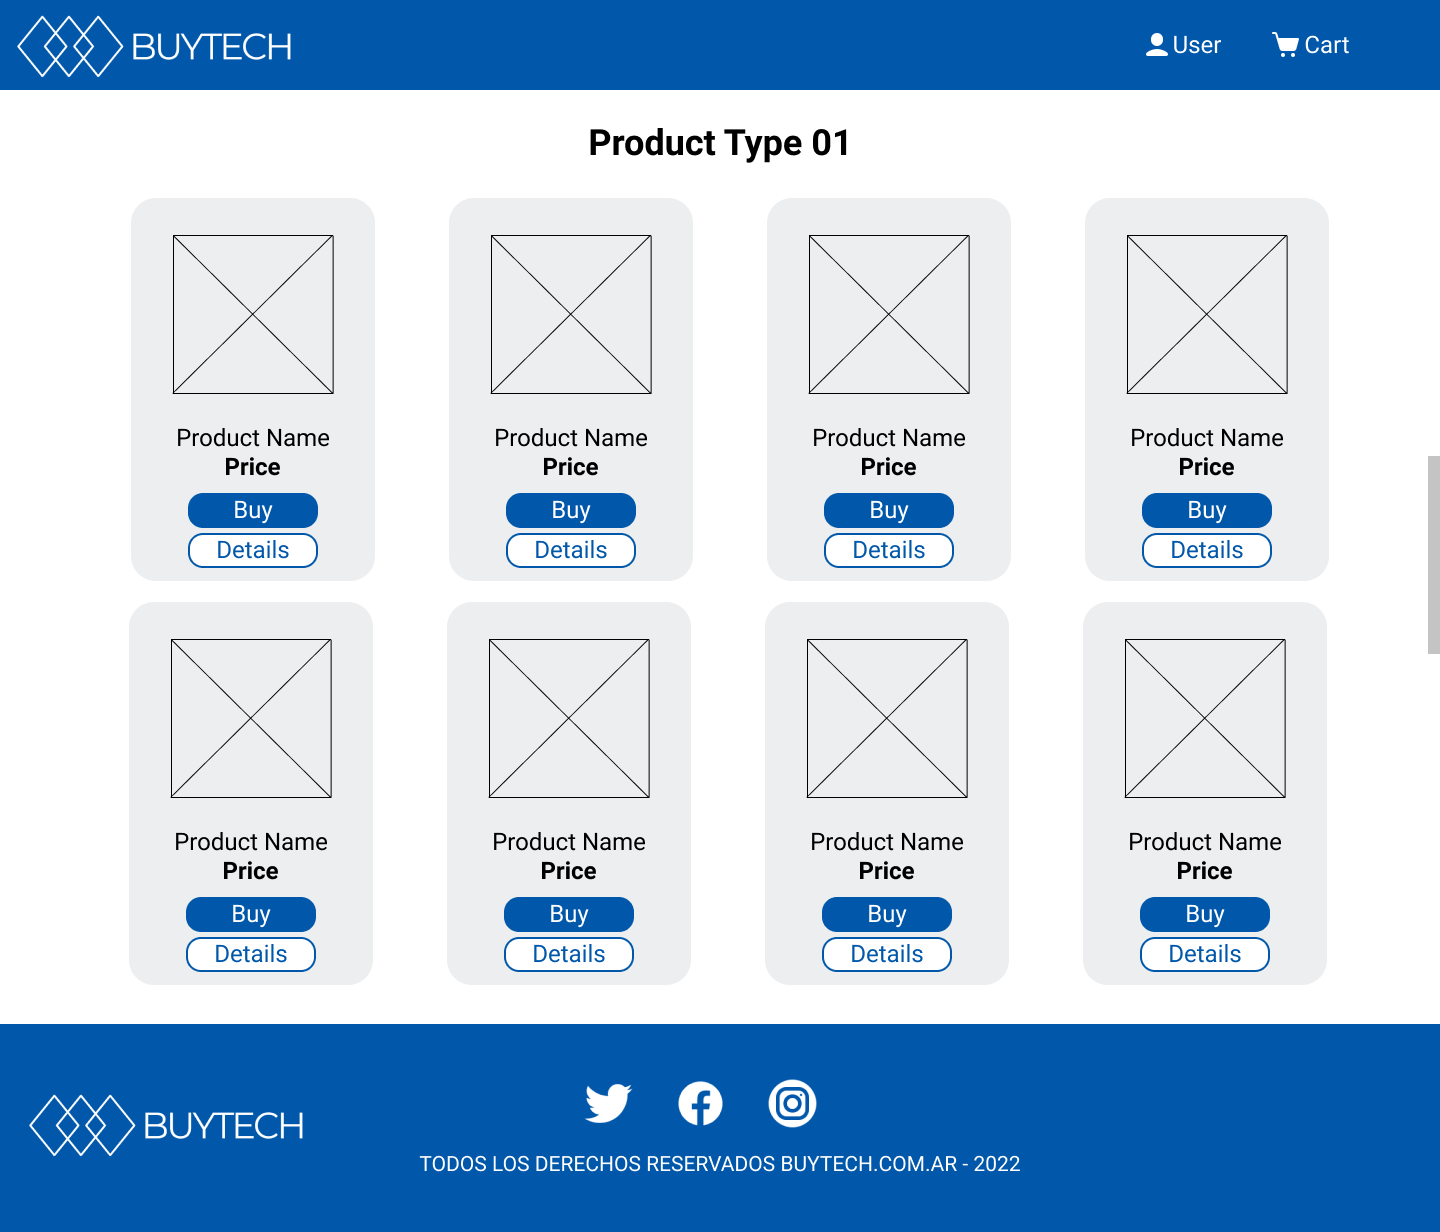 BUYTECH
User
Cart
Product Type 01
Product Name
Price
Buy
Details
Product Name
Price
Buy
Details
Product Name
Price
Buy
Details
Product Name
Price
Buy
Details
Product Name
Price
Buy
Details
Product Name
Price
Buy
Details
Product Name
Price
Buy
Details
Product Name
Price
Buy
Details
BUYTECH
TODOS LOS DERECHOS RESERVADOS BUYTECH.COM.AR - 2022